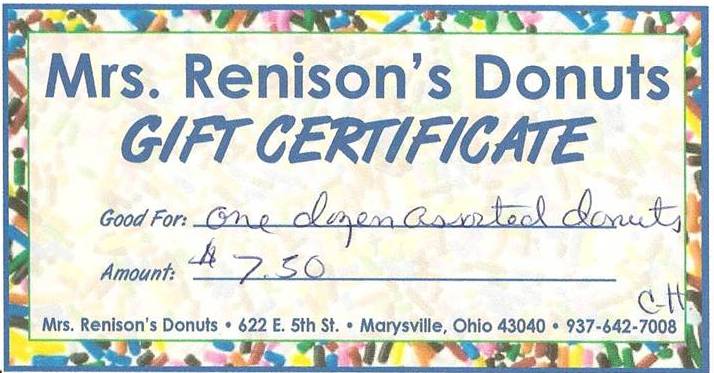 Mrs. Renison's Donuts
GIFT CERTIFICATE
Good For: one dozen assorted donuts
Amount: $ 7.50
C.H.
Mrs. Renison's Donuts • 622 E. 5th St. • Marysville, Ohio 43040 • 937-642-7008